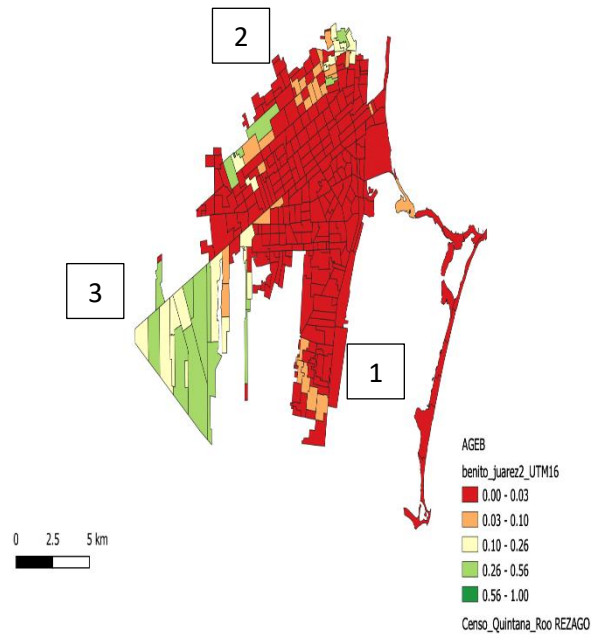 2
3
1
0 2.5 5 km
AGEB
benito_juarez2_UTM16
0.00 - 0.03
0.03 - 0.10
0.10 - 0.26
0.26 - 0.56
0.56 - 1.00
Censo_Quintana_Roo REZAGO